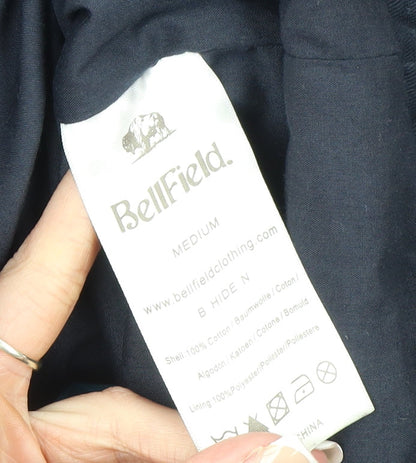 BellField.
MEDIUM
www.bellfieldclothing.com
B HIDE N
Shell 100% Cotton / Baumwolle / Coton /
Algodón / Katoen / Cotone / Bomuld
Lining 100%Polyester/Polyester/Poliestere
CHINA